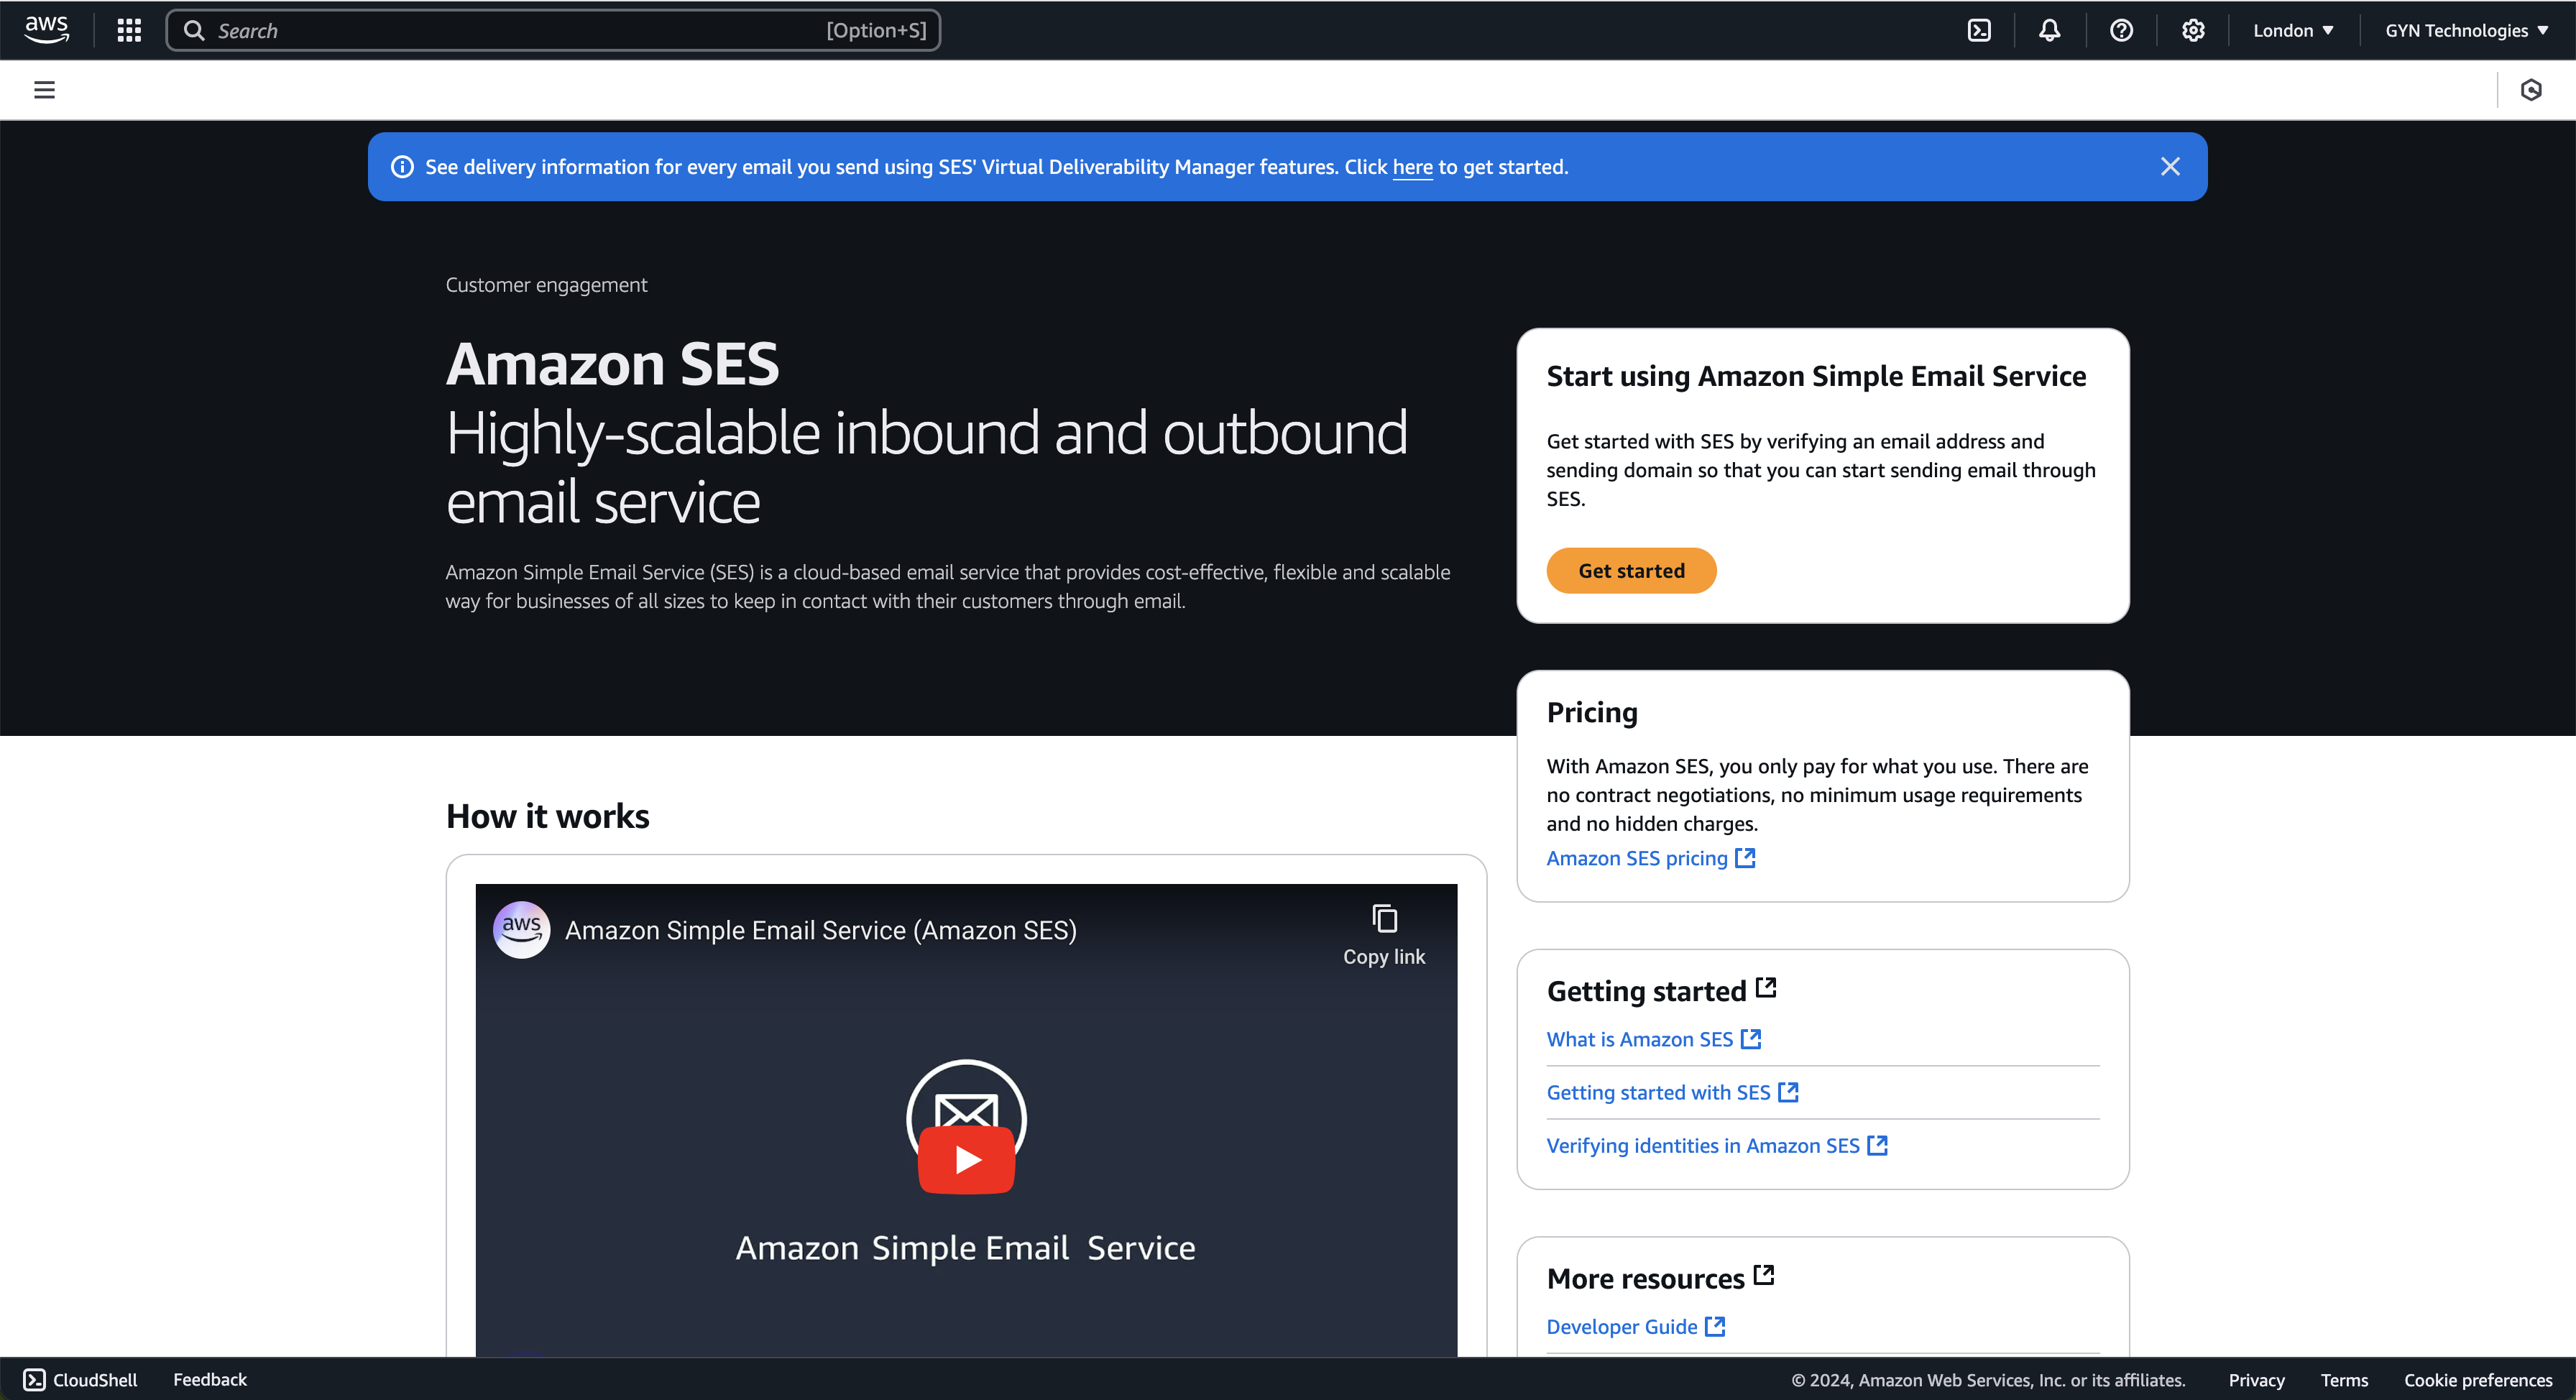 aws
Search [Option+S]
London
GYN Technologies
See delivery information for every email you send using SES' Virtual Deliverability Manager features. Click here to get started.
Customer engagement
Amazon SES
Highly-scalable inbound and outbound
email service
Amazon Simple Email Service (SES) is a cloud-based email service that provides cost-effective, flexible and scalable
way for businesses of all sizes to keep in contact with their customers through email.
Start using Amazon Simple Email Service
Get started with SES by verifying an email address and
sending domain so that you can start sending email through
SES.
Get started
Pricing
With Amazon SES, you only pay for what you use. There are
no contract negotiations, no minimum usage requirements
and no hidden charges.
Amazon SES pricing
How it works
aws
Amazon Simple Email Service (Amazon SES)
Copy link
Amazon Simple Email Service
Getting started
What is Amazon SES
Getting started with SES
Verifying identities in Amazon SES
More resources
Developer Guide
CloudShell
Feedback
© 2024, Amazon Web Services, Inc. or its affiliates.
Privacy
Terms
Cookie preferences